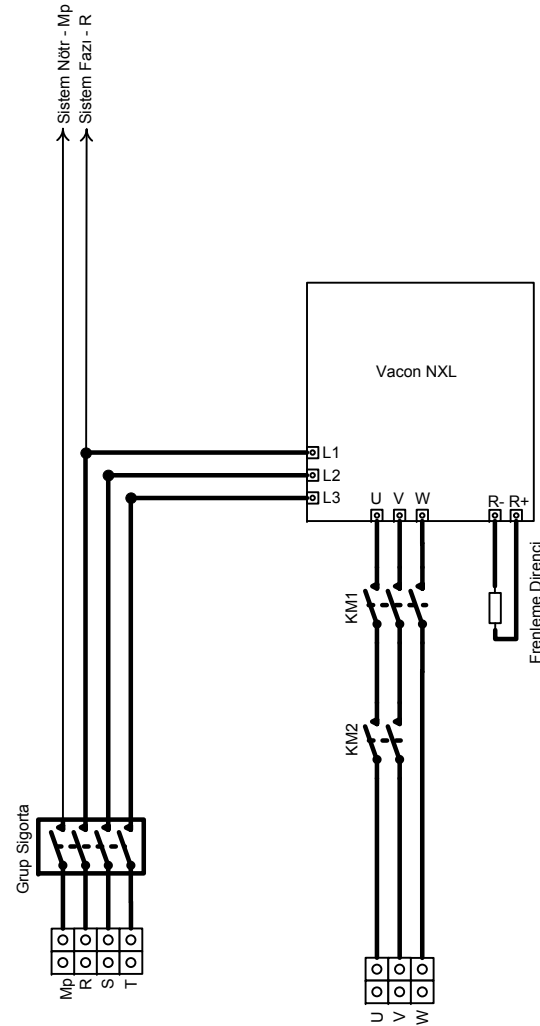 Sistem Nötr - Mp
Sistem Fazı - R
Vacon NXL
L1
L2
L3
U
V
W
R-
R+
Frenleme Direnci
KM1
KM2
Grup Sigorta
Mp
R
S
T
U
V
W